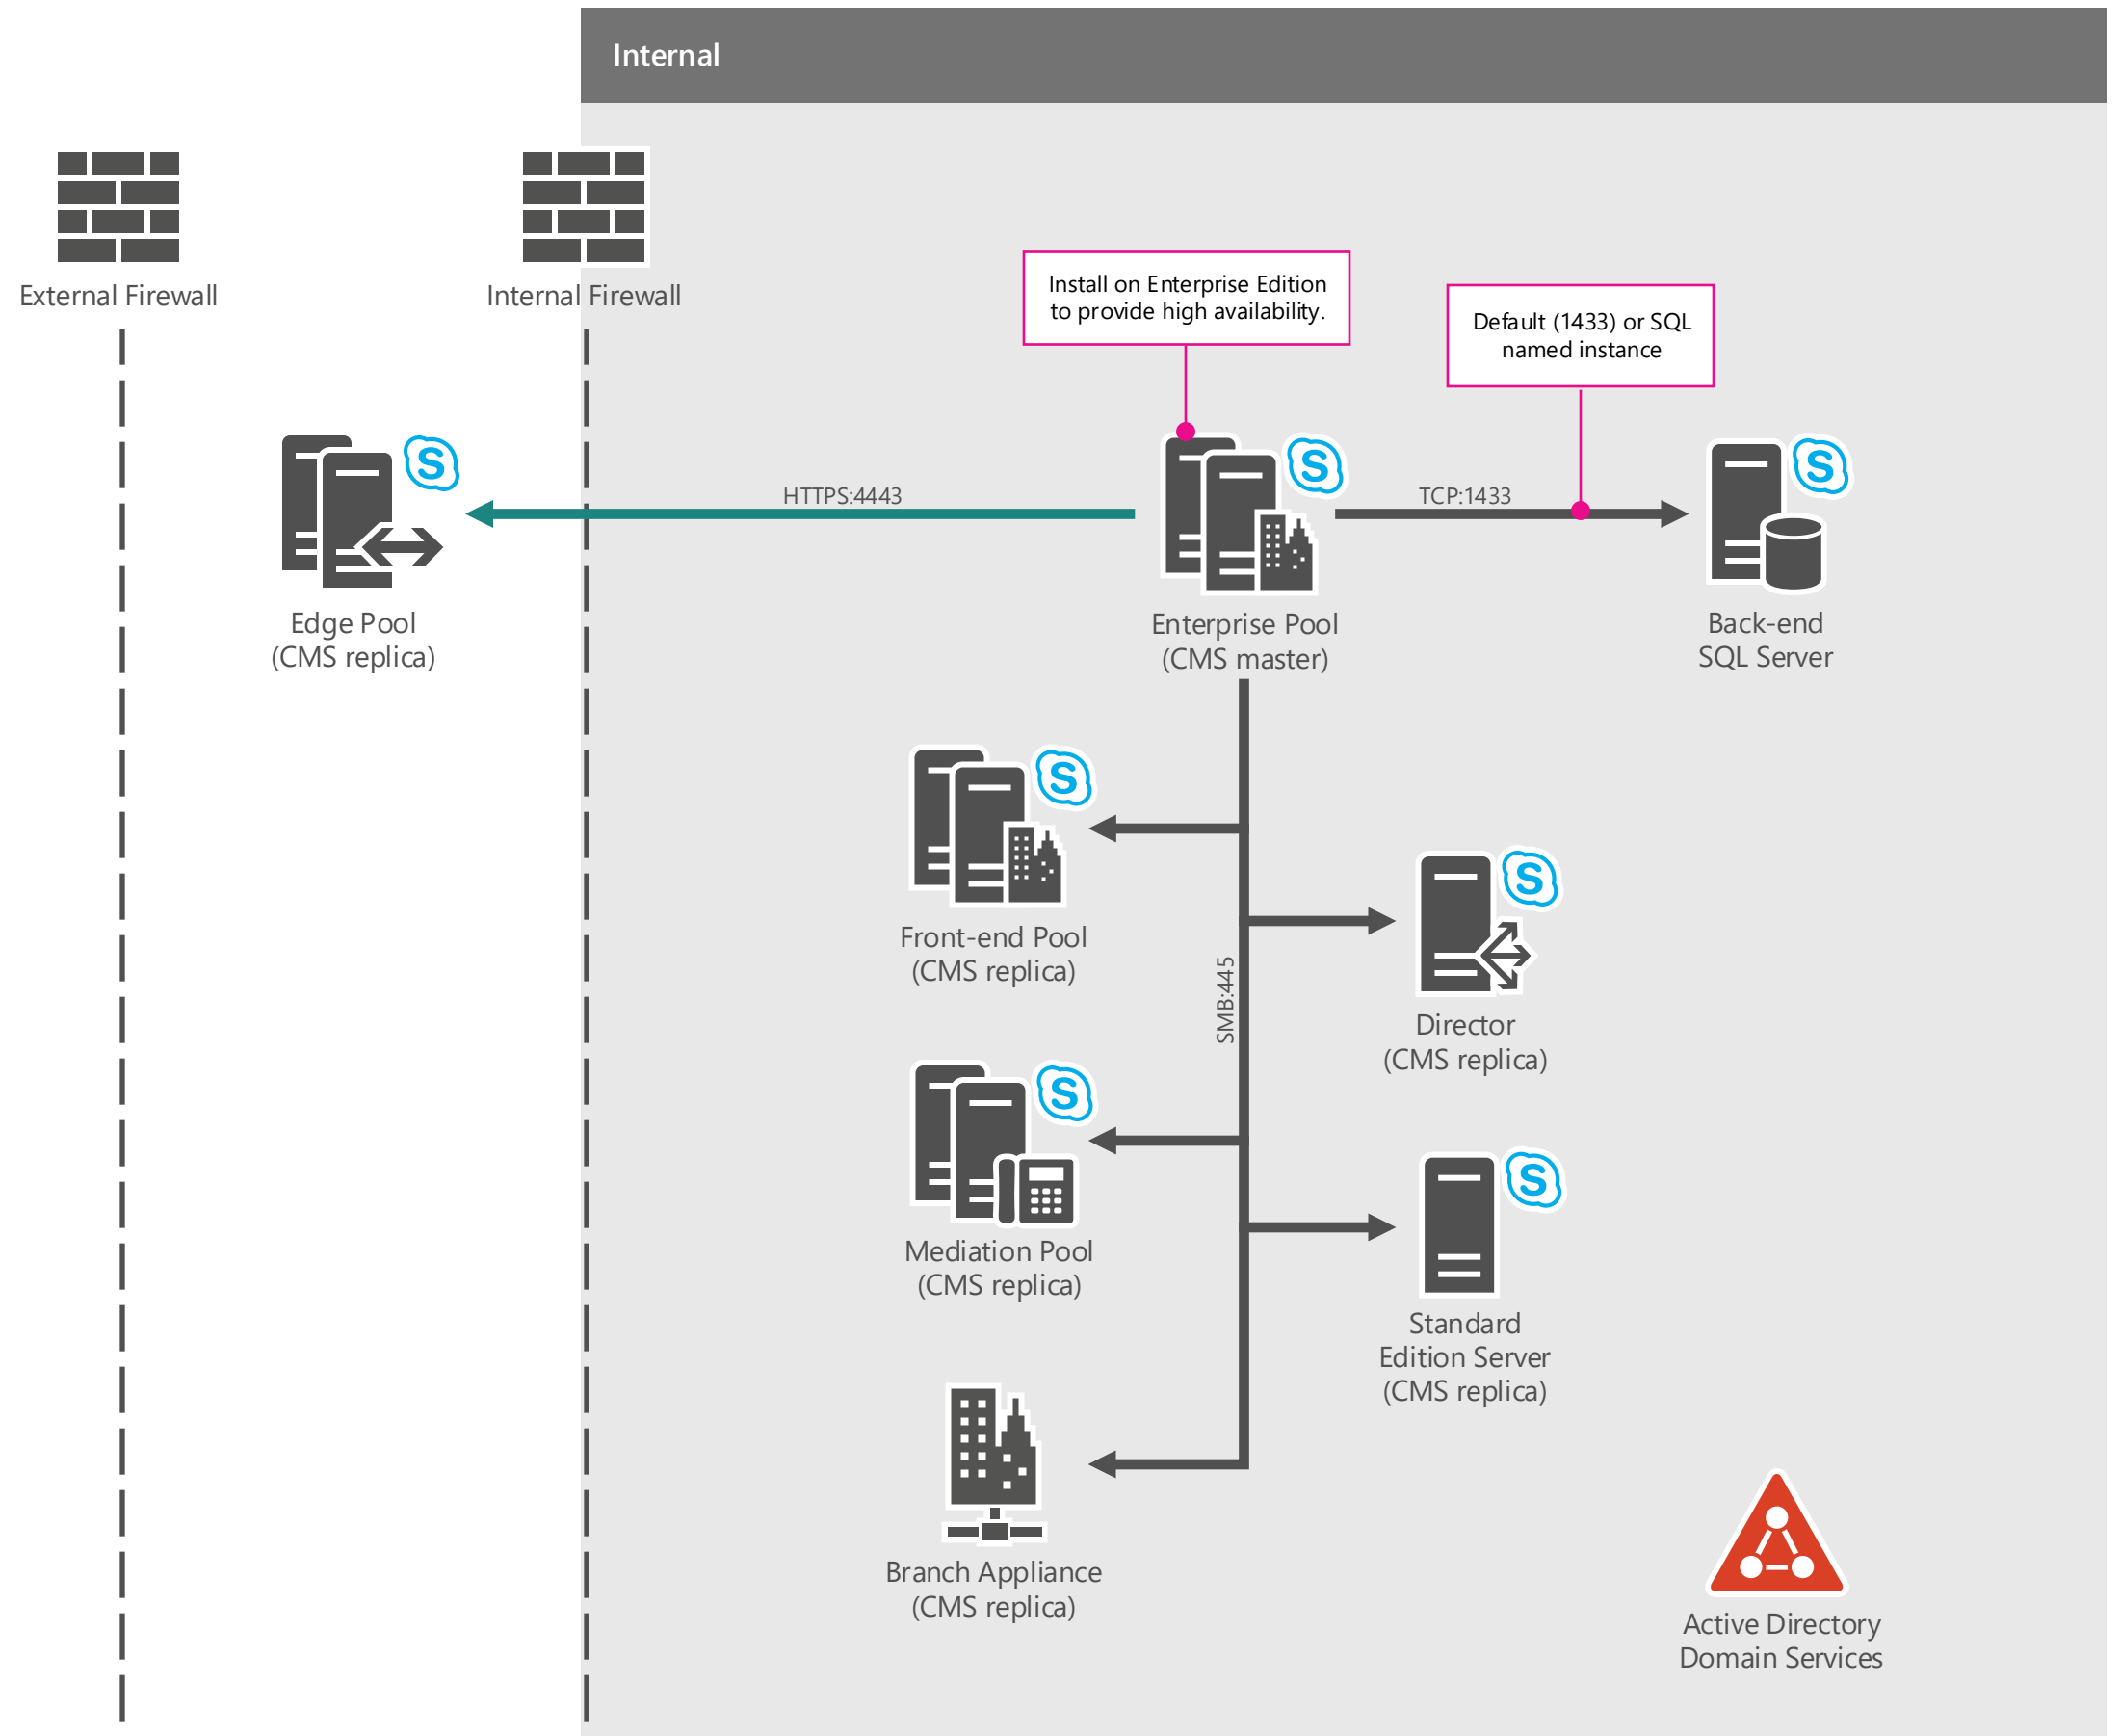 Internal
External Firewall
Internal Firewall
Install on Enterprise Edition
to provide high availability.
Default (1433) or SQL
named instance
HTTPS:4443
TCP:1433
Edge Pool
(CMS replica)
Enterprise Pool
(CMS master)
Back-end
SQL Server
Front-end Pool
(CMS replica)
SMB:445
Director
(CMS replica)
Mediation Pool
(CMS replica)
Standard
Edition Server
(CMS replica)
Branch Appliance
(CMS replica)
Active Directory
Domain Services